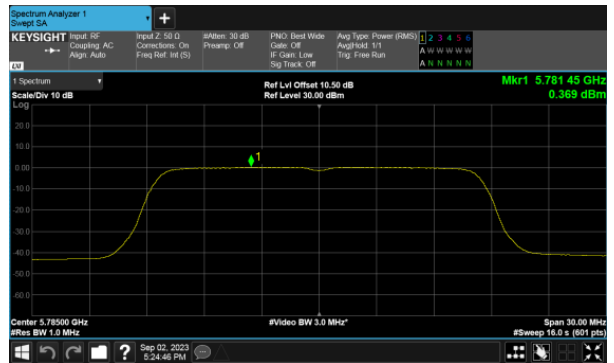 Spectrum Analyzer 1
Swept SA
+
KEYSIGHT Input: RF Input Z: 50 Ω #Atten: 30 dB PNO: Best Wide Avg Type: Power (RMS) 1 2 3 4 5 6
Coupling: AC Corrections: On Preamp: Off Gate: Off Avg|Hold: 1/1 A W W W W W
Align: Auto Freq Ref: Int (S) IF Gain: Low Trig: Free Run
Sig Track: Off A N N N N N
LXI
1 Spectrum Ref Lvl Offset 10.50 dB Mkr1 5.781 45 GHz
Scale/Div 10 dB Ref Level 30.00 dBm 0.369 dBm
Log
20.0
10.0
1
0.00
-10.0
-20.0
-30.0
-40.0
-50.0
-60.0
Center 5.78500 GHz #Video BW 3.0 MHz* Span 30.00 MHz
#Res BW 1.0 MHz #Sweep 16.0 s (601 pts)
? Sep 02, 2023
5:24:46 PM